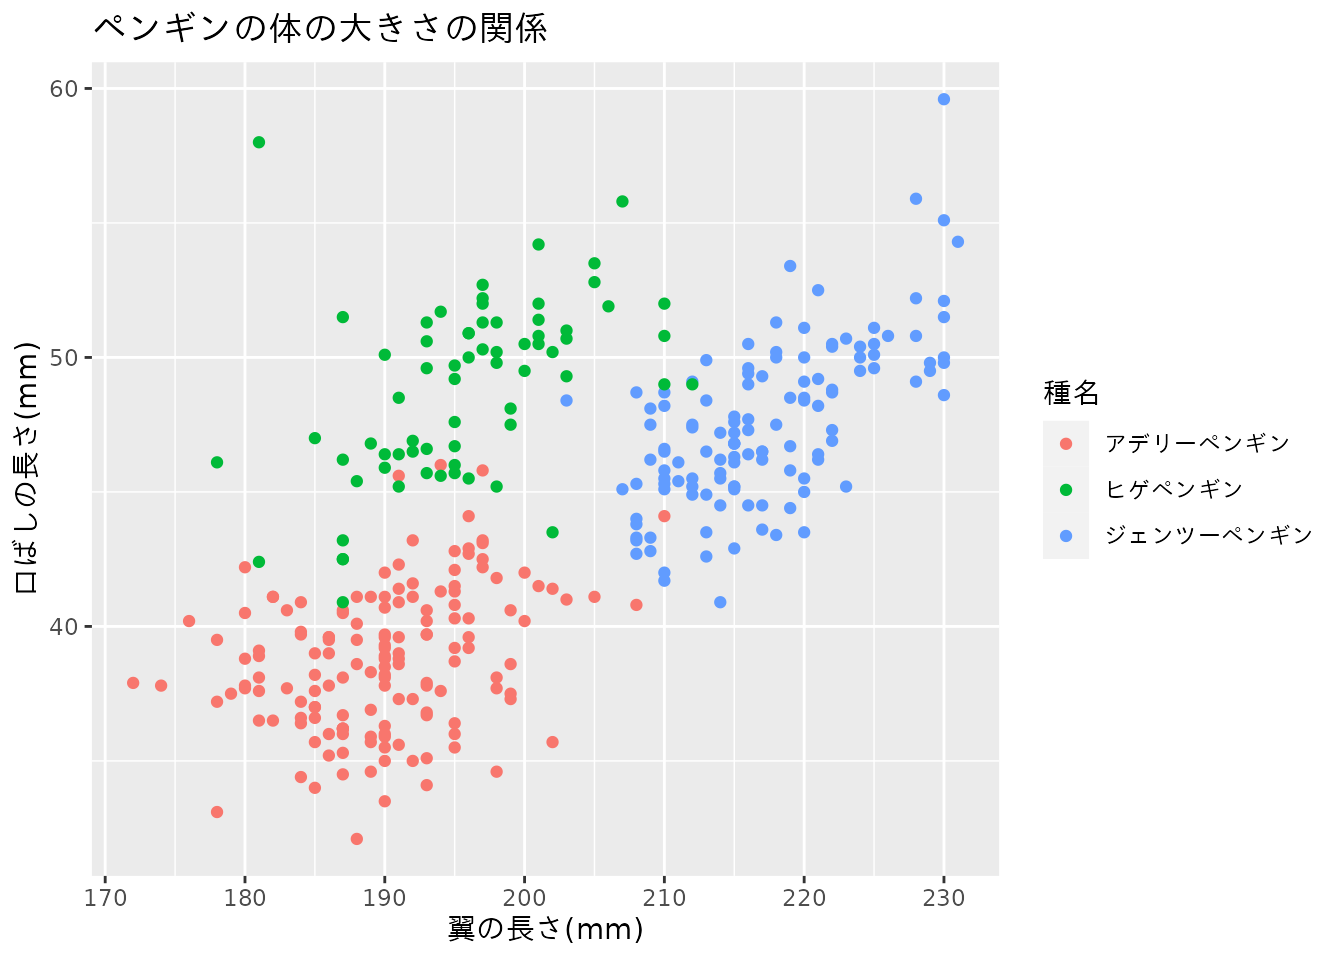 ペンギンの体の大きさの関係
60
50
40
口ばしの長さ(mm)
170 180 190 200 210 220 230
翼の長さ(mm)
種名
アデリーペンギン
ヒゲペンギン
ジェンツーペンギン